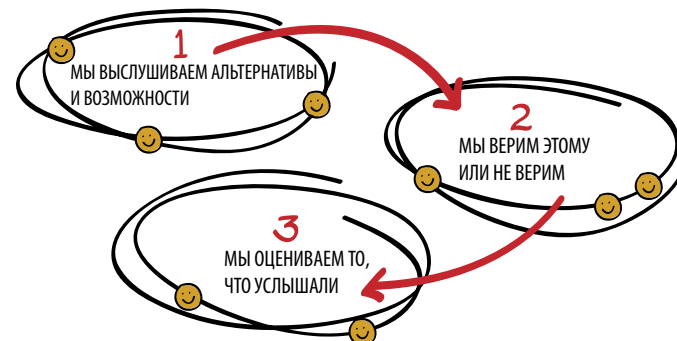 1
МЫ ВЫСЛУШИВАЕМ АЛЬТЕРНАТИВЫ
И ВОЗМОЖНОСТИ
2
МЫ ВЕРИМ ЭТОМУ
ИЛИ НЕ ВЕРИМ
3
МЫ ОЦЕНИВАЕМ ТО,
ЧТО УСЛЫШАЛИ